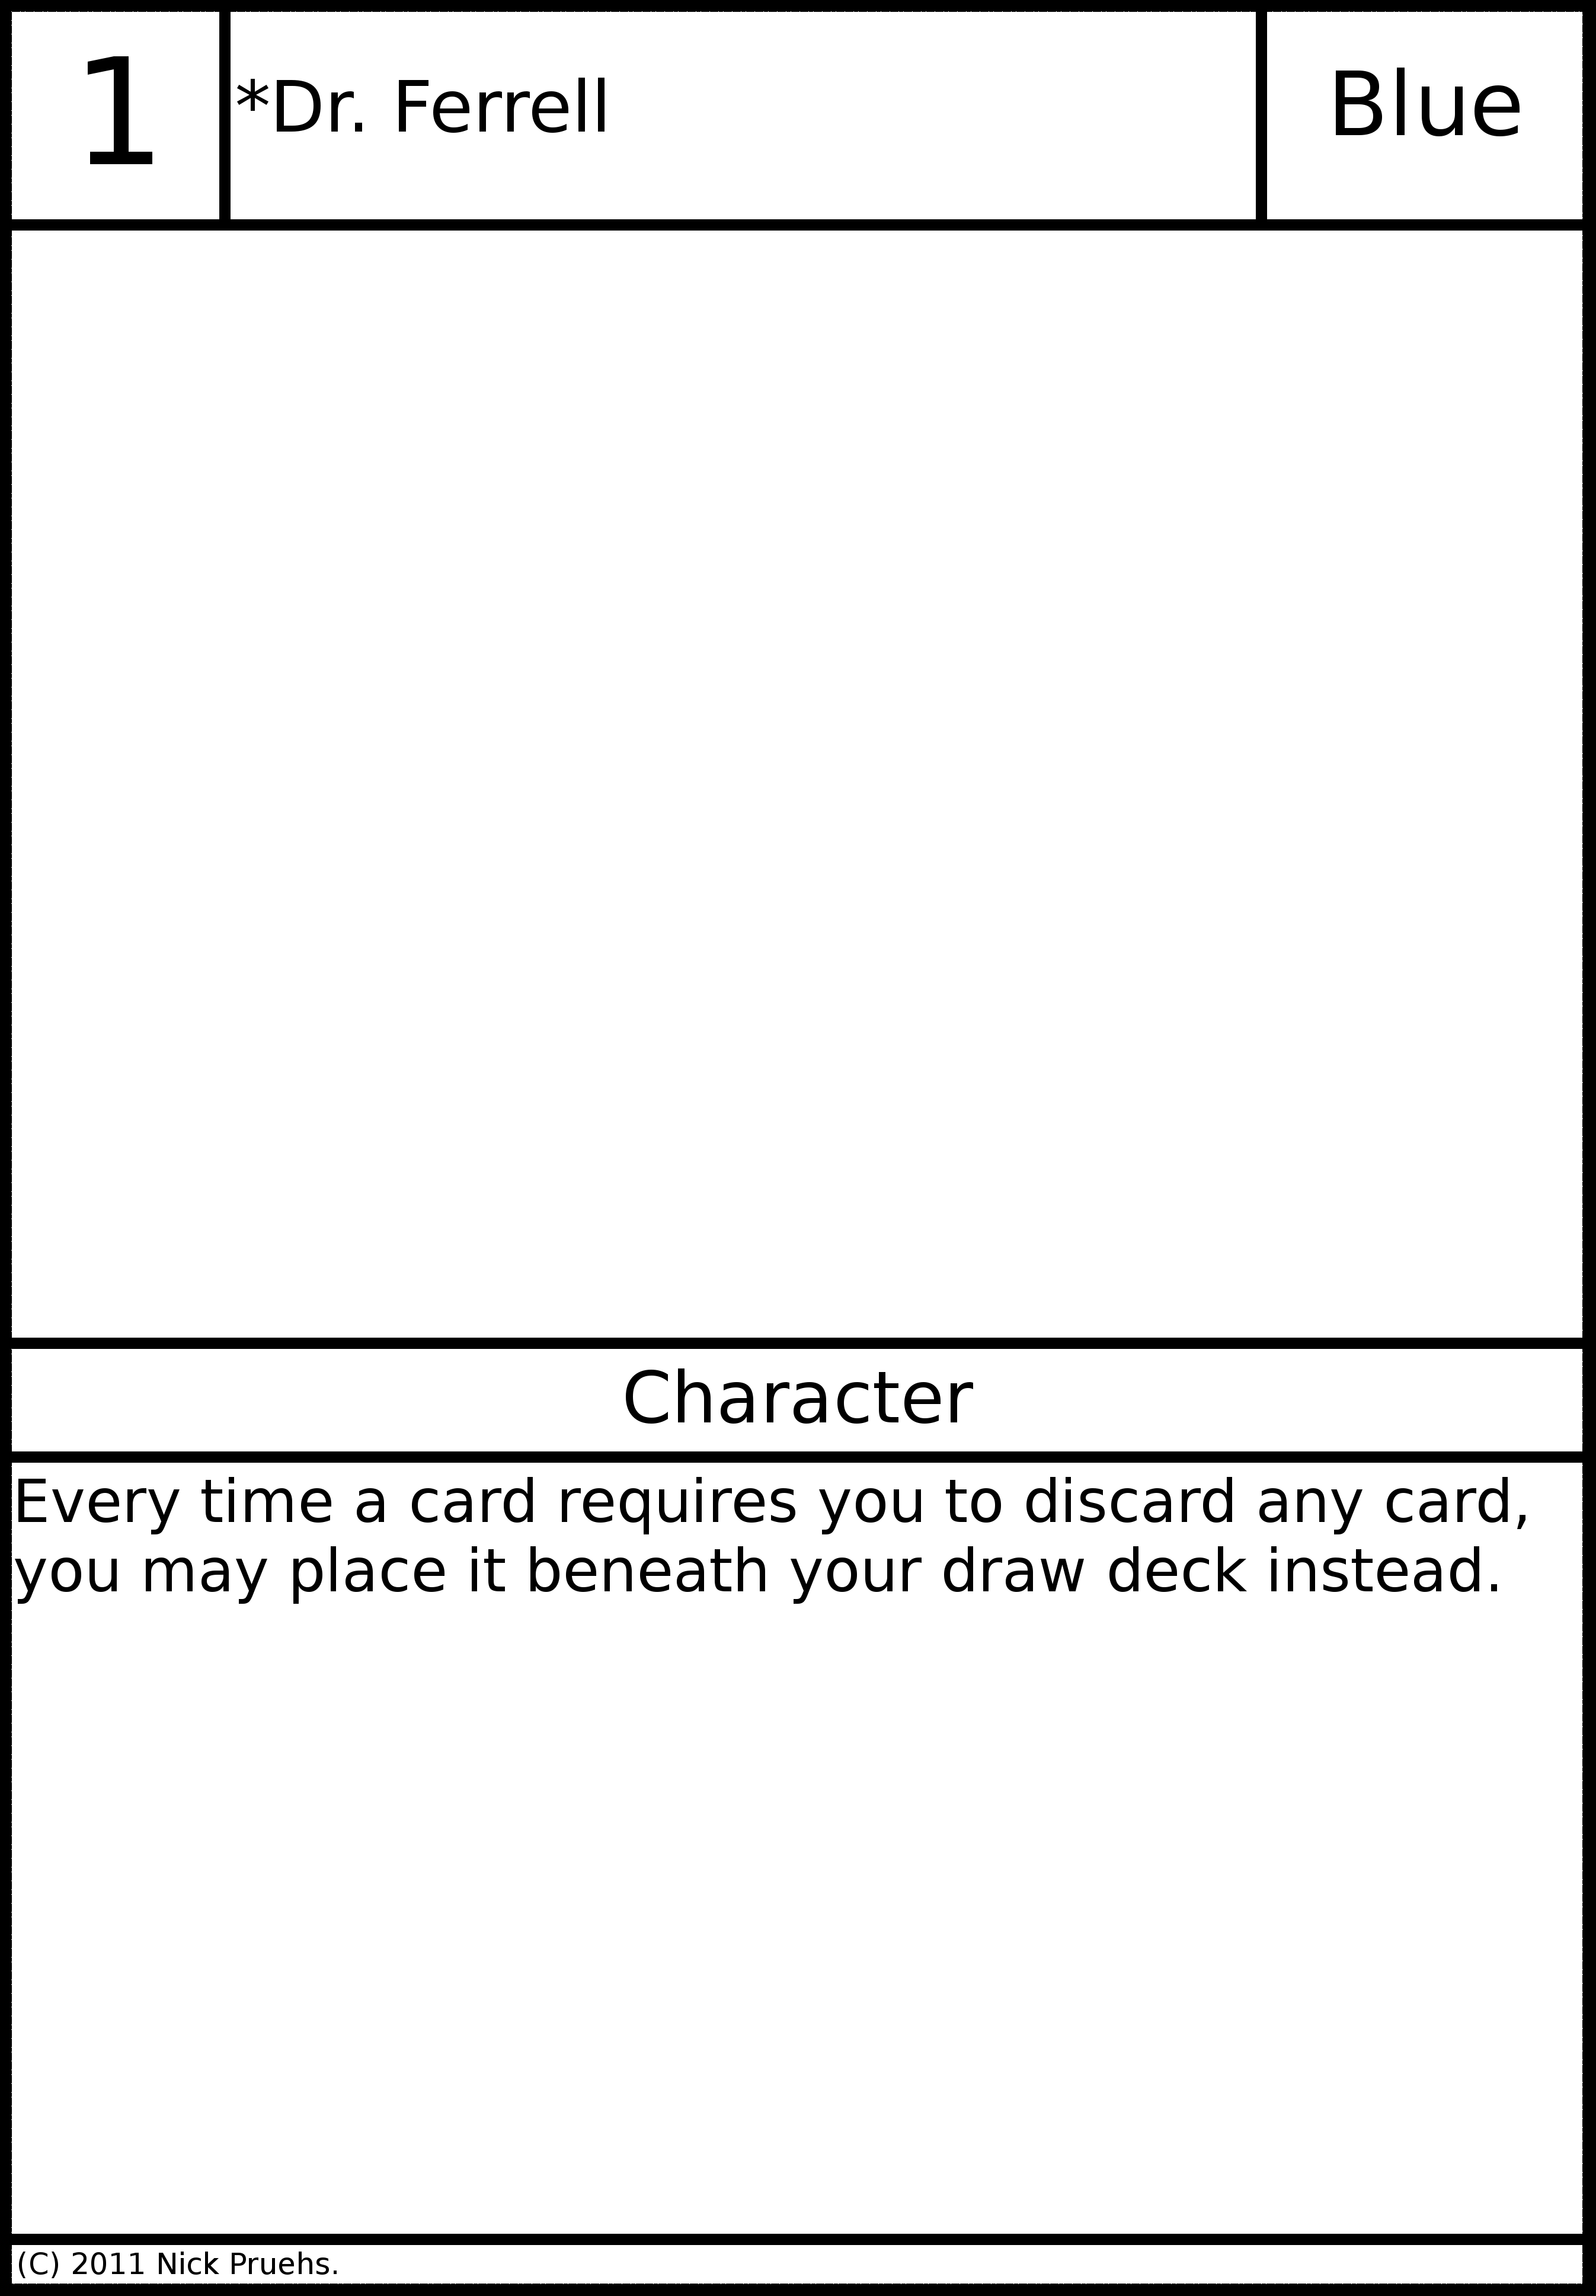 1
*Dr. Ferrell
Blue
Character
Every time a card requires you to discard any card,
you may place it beneath your draw deck instead.
(C) 2011 Nick Pruehs.